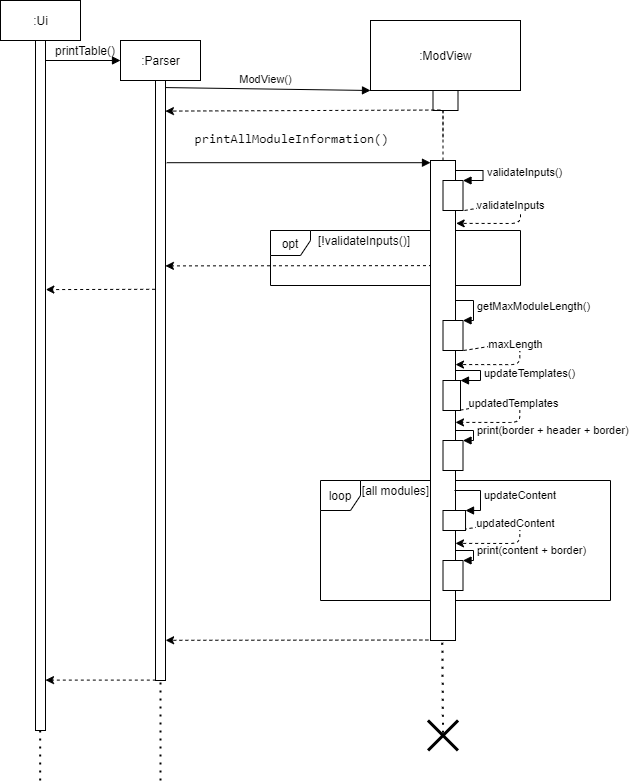 :Ui
printTable()
:Parser
:ModView
ModView()
printAllModuleInformation()
validateInputs()
validateInputs
opt
[!validateInputs()]
getMaxModuleLength()
maxLength
updateTemplates()
updatedTemplates
print(border + header + border)
loop
[all modules]
updateContent
updatedContent
print(content + border)